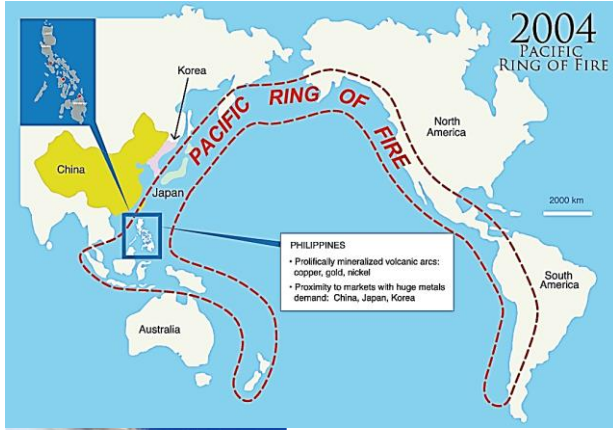 2004
PACIFIC
RING OF FIRE
Korea
PACIFIC RING OF FIRE
North
America
China
Japan
2000 km
PHILIPPINES
• Prolifically mineralized volcanic arcs:
copper, gold, nickel
• Proximity to markets with huge metals
demand: China, Japan, Korea
South
America
Australia